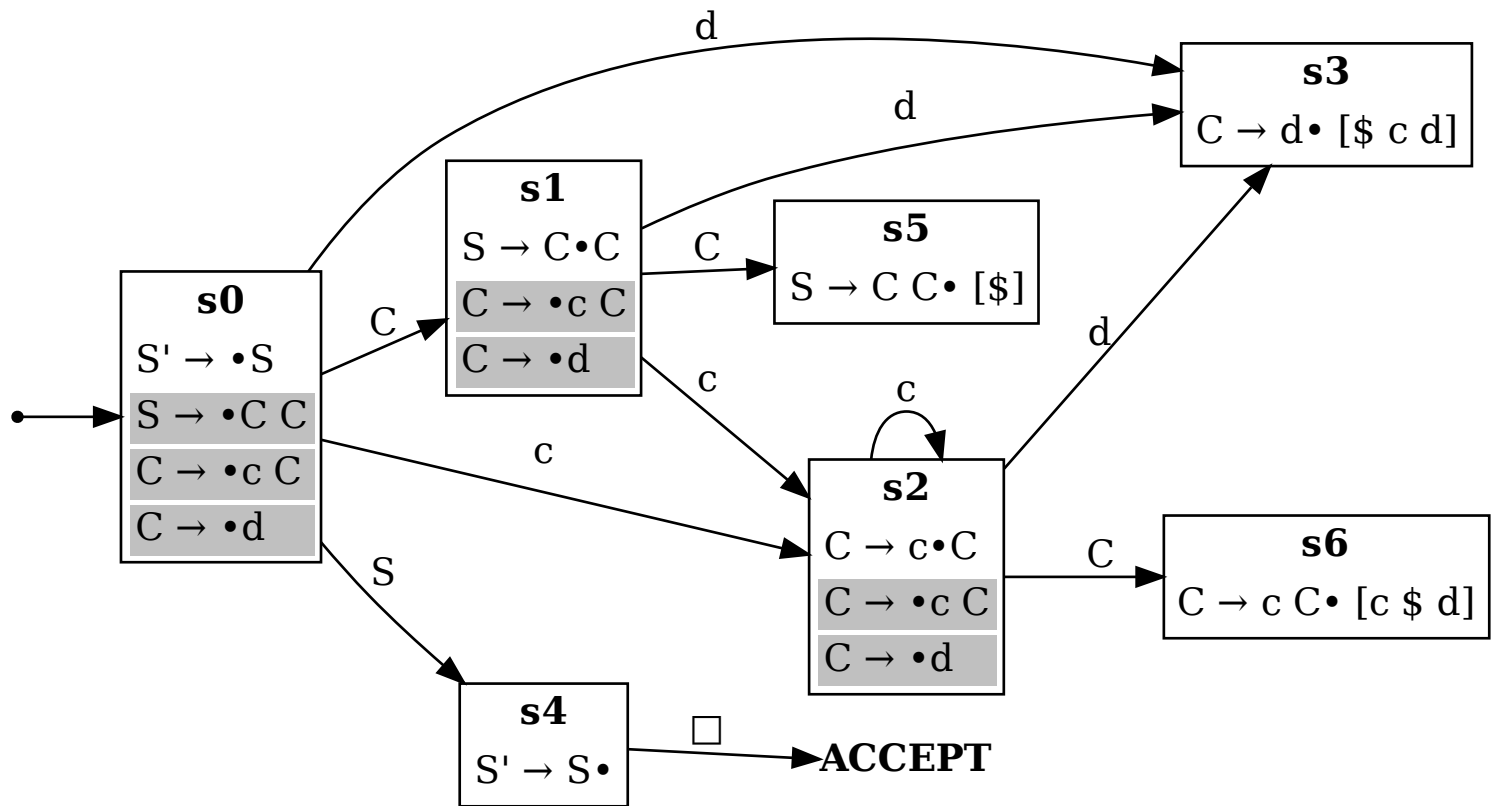 d
s3
C → d• [$ c d]
d
s1
S → C•C
C → •c C
C → •d
C
s5
S → C C• [$]
s0
S' → •S
S → •C C
C → •c C
C → •d
C
c
c
c
s2
C → c•C
C → •c C
C → •d
d
C
s6
C → c C• [c $ d]
S
s4
S' → S•
□
ACCEPT